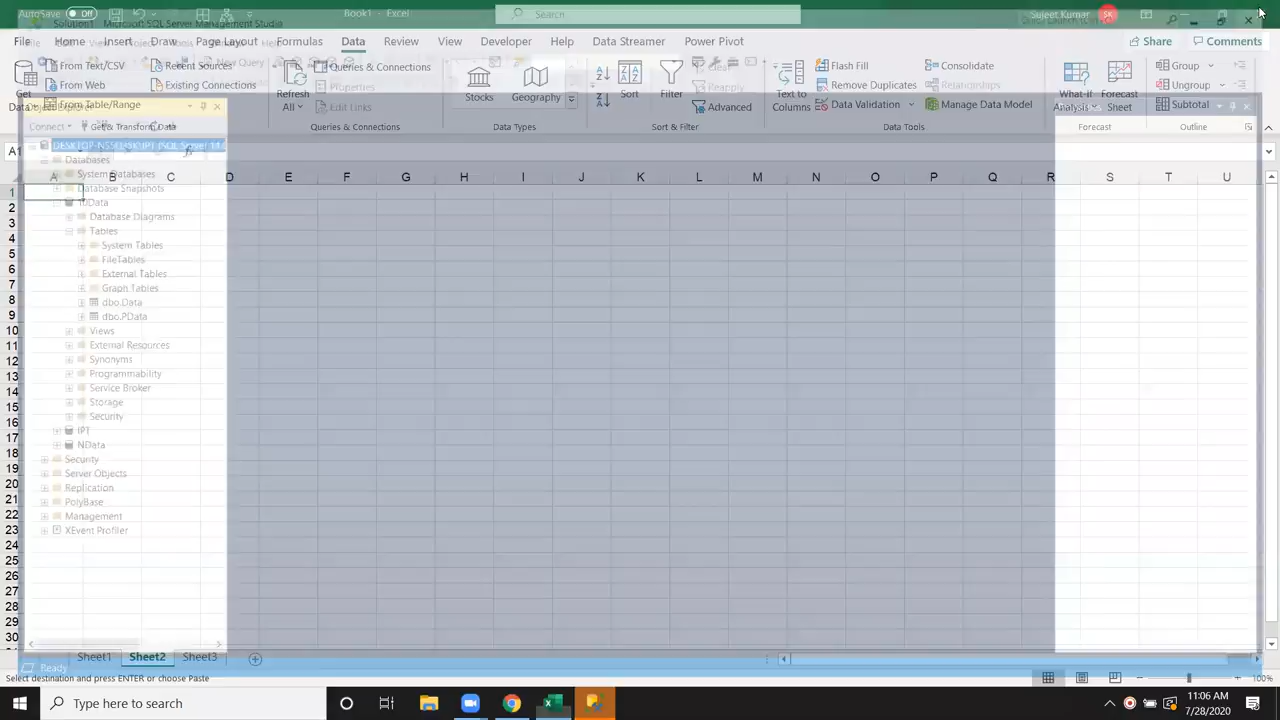 AutoSave Off Book1 - Excel Search Sujeet Kumar SK
Solution1 - Microsoft SQL Server Management Studio
File Home Insert Draw Page Layout Formulas Data Review View Developer Help Data Streamer Power Pivot Share Comments
From Text/CSV Recent Sources Queries & Connections Flash Fill Consolidate Group
From Web Existing Connections Properties Reapply Remove Duplicates Relationships Ungroup
From Table/Range Edit Links Advanced Data Validation Manage Data Model Subtotal
Get Refresh All Stocks Geography Sort Filter Text to Columns What-If Analysis Forecast Sheet
Connect Get & Transform Data Queries & Connections Data Types Sort & Filter Data Tools Forecast Outline
A1 fx
A B C D E F G H I J K L M N O P Q R S T U
1
2
3
4
5
6
7
8
9
10
11
12
13
14
15
16
17
18
19
20
21
22
23
24
25
26
27
28
29
30
Databases
System Databases
Database Snapshots
Database Diagrams
Tables
System Tables
FileTables
External Tables
Graph Tables
dbo.Data
dbo.PData
Views
External Resources
Synonyms
Programmability
Service Broker
Storage
Security
IPT
NData
Security
Server Objects
Replication
PolyBase
Management
XEvent Profiler
Sheet1 Sheet2 Sheet3
Ready
Select destination and press ENTER or choose Paste 100%
Type here to search
11:06 AM
7/28/2020